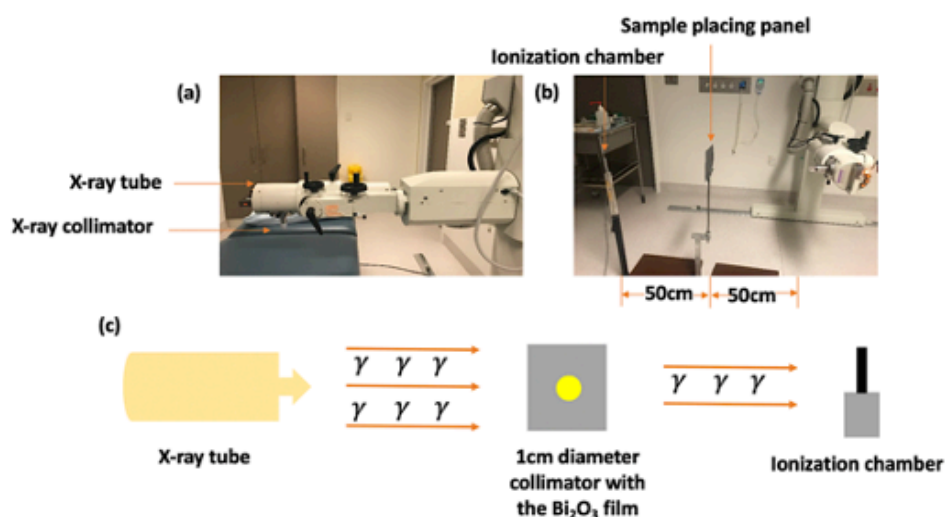 Sample placing panel
Ionization chamber
(a)
(b)
X-ray tube
X-ray collimator
50cm
50cm
(c)
γ γ γ
γ γ γ
γ γ γ
X-ray tube
1cm diameter
collimator with
the Bi₂O₃ film
Ionization chamber